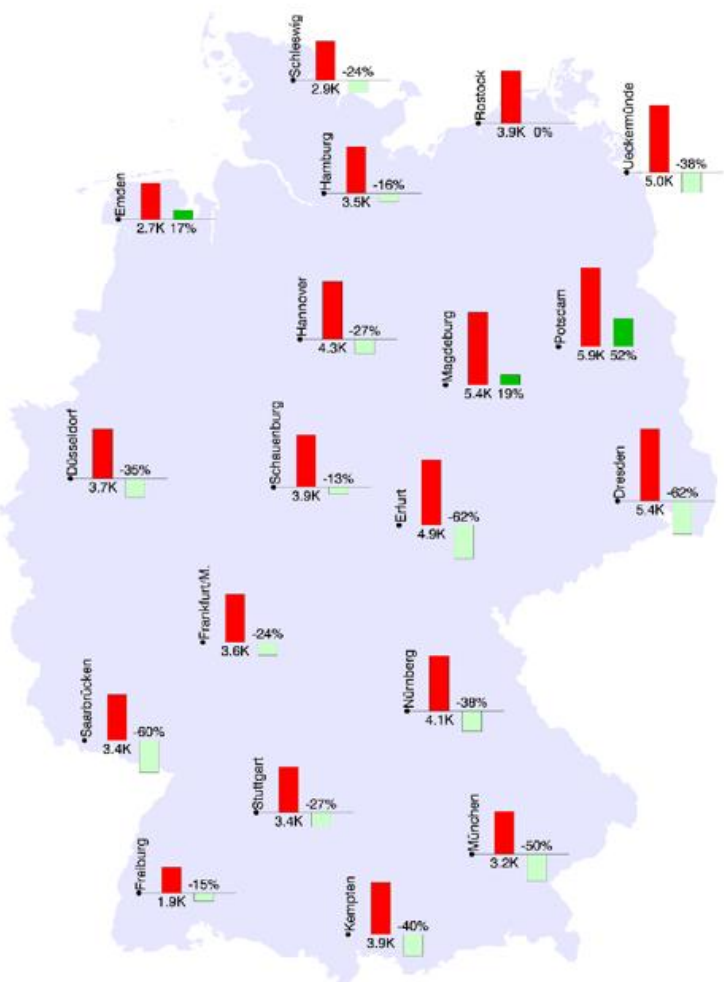 Schleswig
-24%
2.9K
Rostock
3.9K 0%
Ueckermünde
-38%
5.0K
Hamburg
-16%
3.5K
Emden
2.7K 17%
Hannover
-27%
4.3K
Magdeburg
5.4K 19%
Potsdam
5.9K 52%
Düsseldorf
-35%
3.7K
Schauenburg
-13%
3.9K
Erfurt
-62%
4.9K
Dresden
-62%
5.4K
Frankfurt/M.
-24%
3.6K
Saarbrücken
-60%
3.4K
Nürnberg
-38%
4.1K
Stuttgart
-27%
3.4K
München
-50%
3.2K
Freiburg
-15%
1.9K
Kempten
-40%
3.9K